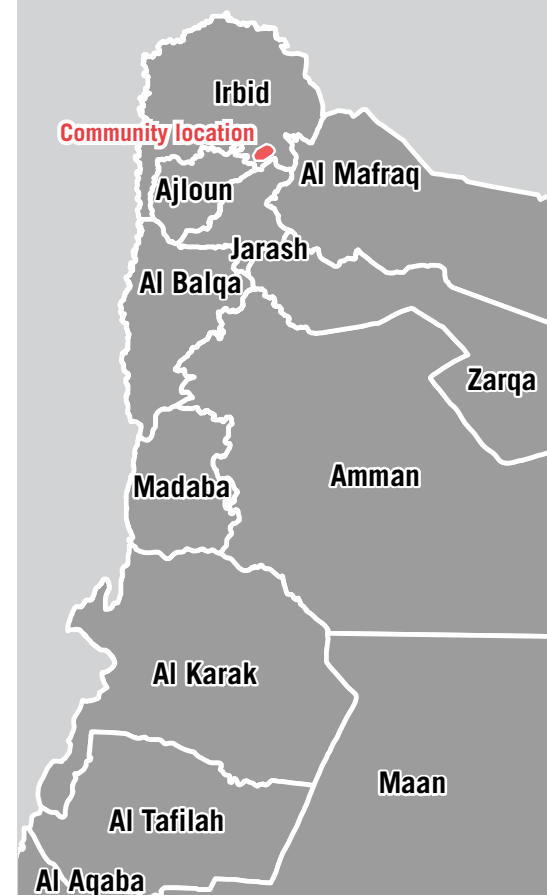 Irbid
Community location
Al Mafraq
Ajloun
Jarash
Al Balqa
Zarqa
Amman
Madaba
Al Karak
Maan
Al Tafilah
Al Aqaba